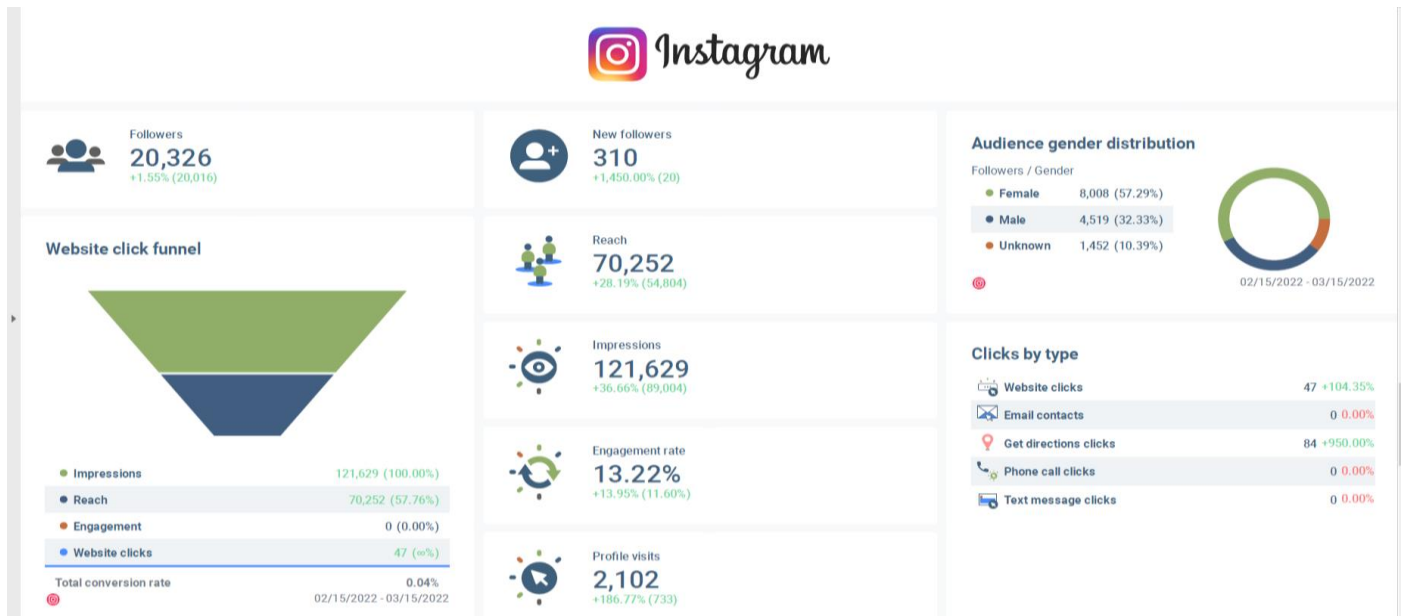 Instagram
Followers
20,326
+1.55% (20,016)
New followers
310
+1,450.00% (20)
Audience gender distribution
Followers / Gender
Female 8,008 (57.29%)
Male 4,519 (32.33%)
Unknown 1,452 (10.39%)
02/15/2022 - 03/15/2022
Website click funnel
Impressions 121,629 (100.00%)
Reach 70,252 (57.76%)
Engagement 0 (0.00%)
Website clicks 47 (∞%)
Total conversion rate 0.04%
02/15/2022 - 03/15/2022
Reach
70,252
+28.19% (54,804)
Impressions
121,629
+36.66% (89,004)
Engagement rate
13.22%
+13.95% (11.60%)
Profile visits
2,102
+186.77% (733)
Clicks by type
Website clicks 47 +104.35%
Email contacts 0 0.00%
Get directions clicks 84 +950.00%
Phone call clicks 0 0.00%
Text message clicks 0 0.00%